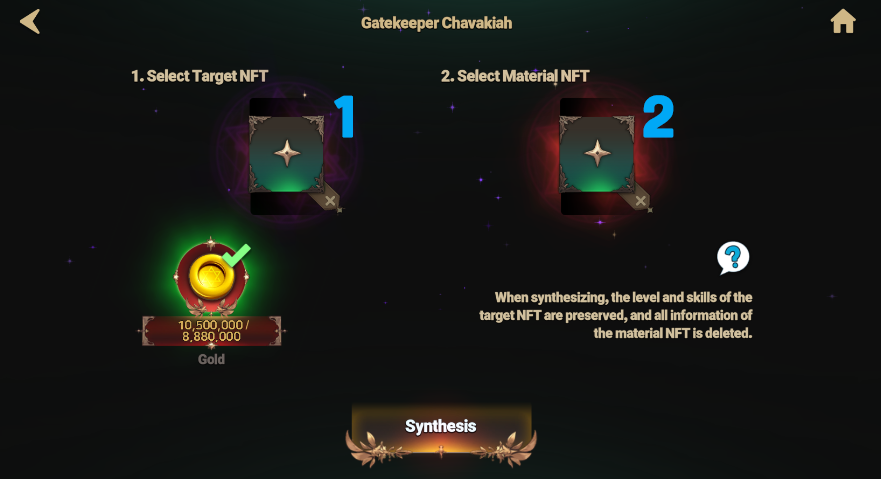 Gatekeeper Chavakiah
1. Select Target NFT
2. Select Material NFT
1
2
10,500,000 /
8,880,000
Gold
?
When synthesizing, the level and skills of the
target NFT are preserved, and all information of
the material NFT is deleted.
Synthesis